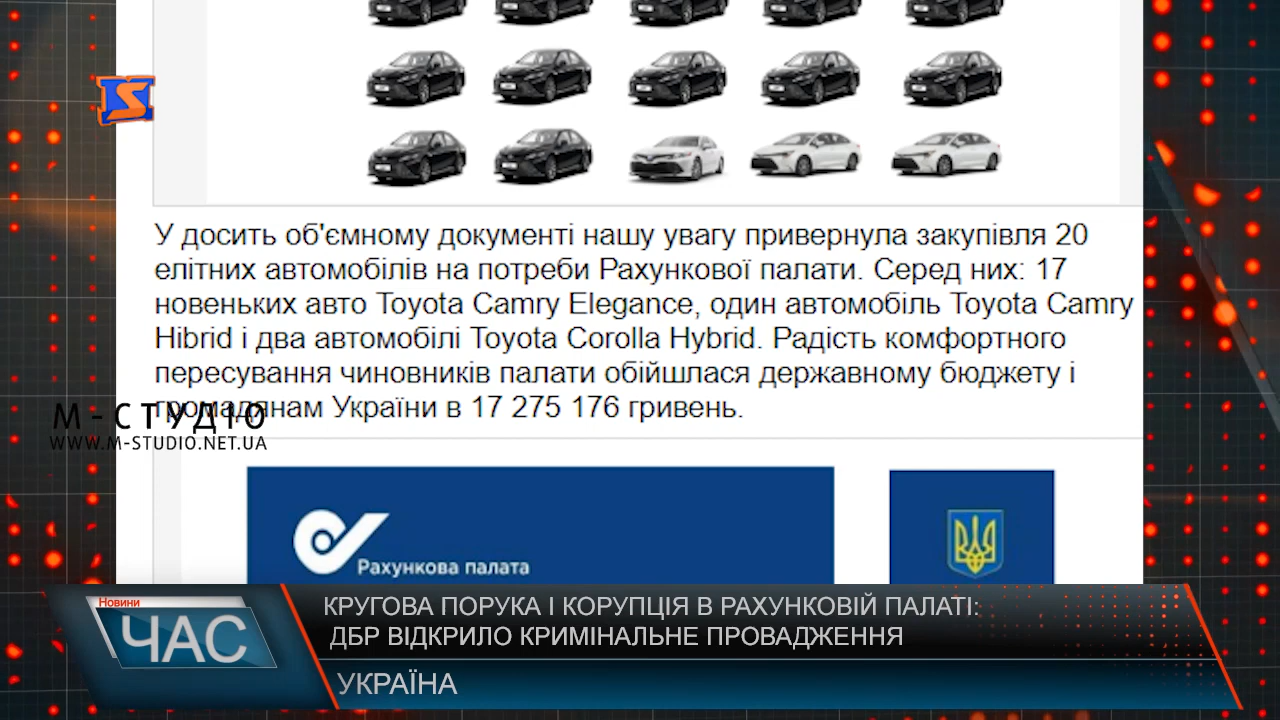 У досить об'ємному документі нашу увагу привернула закупівля 20
елітних автомобілів на потреби Рахункової палати. Серед них: 17
новеньких авто Toyota Camry Elegance, один автомобіль Toyota Camry
Hibrid і два автомобілі Toyota Corolla Hybrid. Радість комфортного
пересування чиновників палати обійшлася державному бюджету і
громадянам України в 17 275 176 гривень.
М-СТУДІО
WWW.M-STUDIO.NET.UA
Рахункова палата
Новини
ЧАС
КРУГОВА ПОРУКА І КОРУПЦІЯ В РАХУНКОВІЙ ПАЛАТІ:
ДБР ВІДКРИЛО КРИМІНАЛЬНЕ ПРОВАДЖЕННЯ
УКРАЇНА